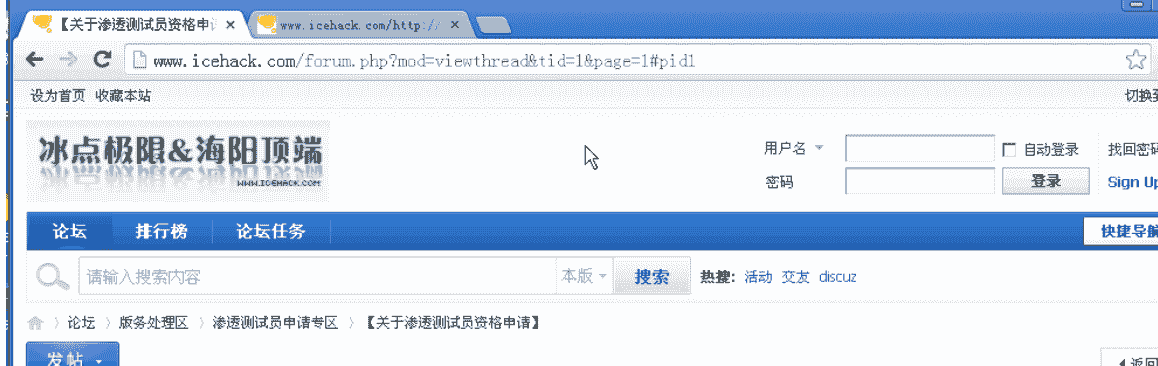 【关于渗透测试员资格申 www.icehack.com/http://
www.icehack.com/forum.php?mod=viewthread&tid=1&page=1#pid1
设为首页 收藏本站 切换到
冰点极限&海阳顶端
WWW.ICEHACK.COM
用户名 自动登录 找回密码
密码 登录 Sign Up
论坛 排行榜 论坛任务 快捷导航
请输入搜索内容 本版 搜索 热搜: 活动 交友 discuz
论坛 〉 版务处理区 〉 渗透测试员申请专区 〉 【关于渗透测试员资格申请】
发帖 返回